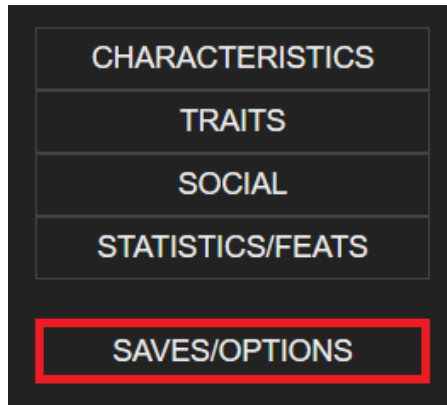 CHARACTERISTICS
TRAITS
SOCIAL
STATISTICS/FEATS
SAVES/OPTIONS